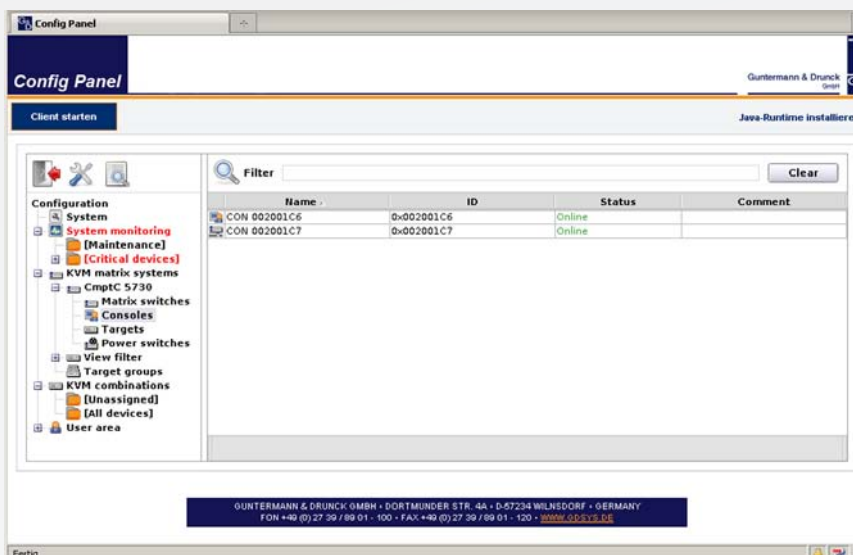 Config Panel
Config Panel
Guntermann & Drunck
GmbH
Client starten
Java-Runtime installiere
Filter
Clear
Configuration
System
System monitoring
[Maintenance]
[Critical devices]
KVM matrix systems
CmptC 5730
Matrix switches
Consoles
Targets
Power switches
View filter
Target groups
KVM combinations
[Unassigned]
[All devices]
User area
Name ID Status Comment
CON 002001C6 0x002001C6 Online
CON 002001C7 0x002001C7 Online
GUNTERMANN & DRUNCK GMBH • DORTMUNDER STR. 4A • D-57234 WILNSDORF • GERMANY
FON +49 (0) 27 39 / 89 01 - 100 • FAX +49 (0) 27 39 / 89 01 - 120 • WWW.GDSYS.DE
Fertig